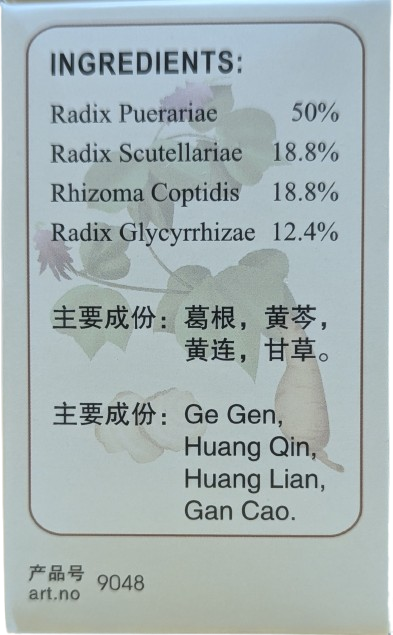 INGREDIENTS:
Radix Puerariae 50%
Radix Scutellariae 18.8%
Rhizoma Coptidis 18.8%
Radix Glycyrrhizae 12.4%
主要成份：葛根，黄芩，
黄连，甘草。
主要成份：Ge Gen,
Huang Qin,
Huang Lian,
Gan Cao.
产品号
art.no 9048